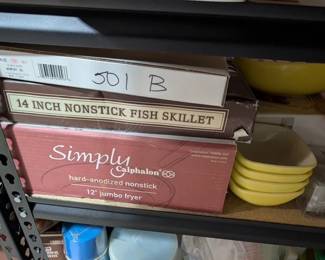 501 B
14 INCH NONSTICK FISH SKILLET
Simply
Calphalon
hard-anodized nonstick
12" jumbo fryer